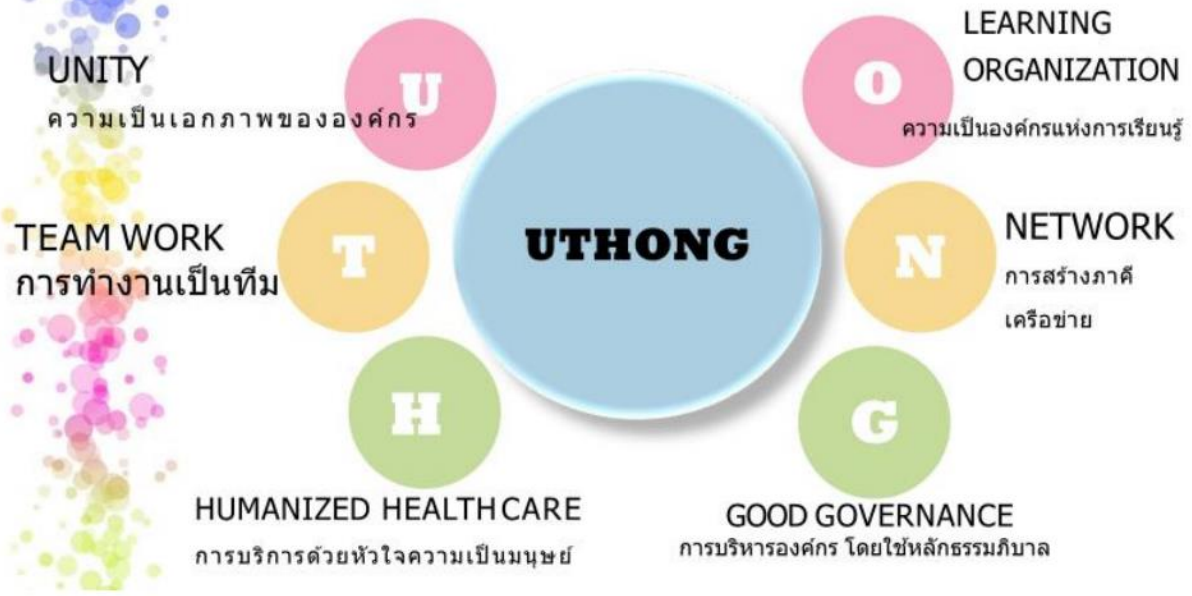 UNITY
ความเป็นเอกภาพขององค์กร
U
TEAM WORK
การทำงานเป็นทีม
T
H
HUMANIZED HEALTHCARE
การบริการด้วยหัวใจความเป็นมนุษย์
UTHONG
O
LEARNING
ORGANIZATION
ความเป็นองค์กรแห่งการเรียนรู้
N
NETWORK
การสร้างภาคี
เครือข่าย
G
GOOD GOVERNANCE
การบริหารองค์กร โดยใช้หลักธรรมภิบาล